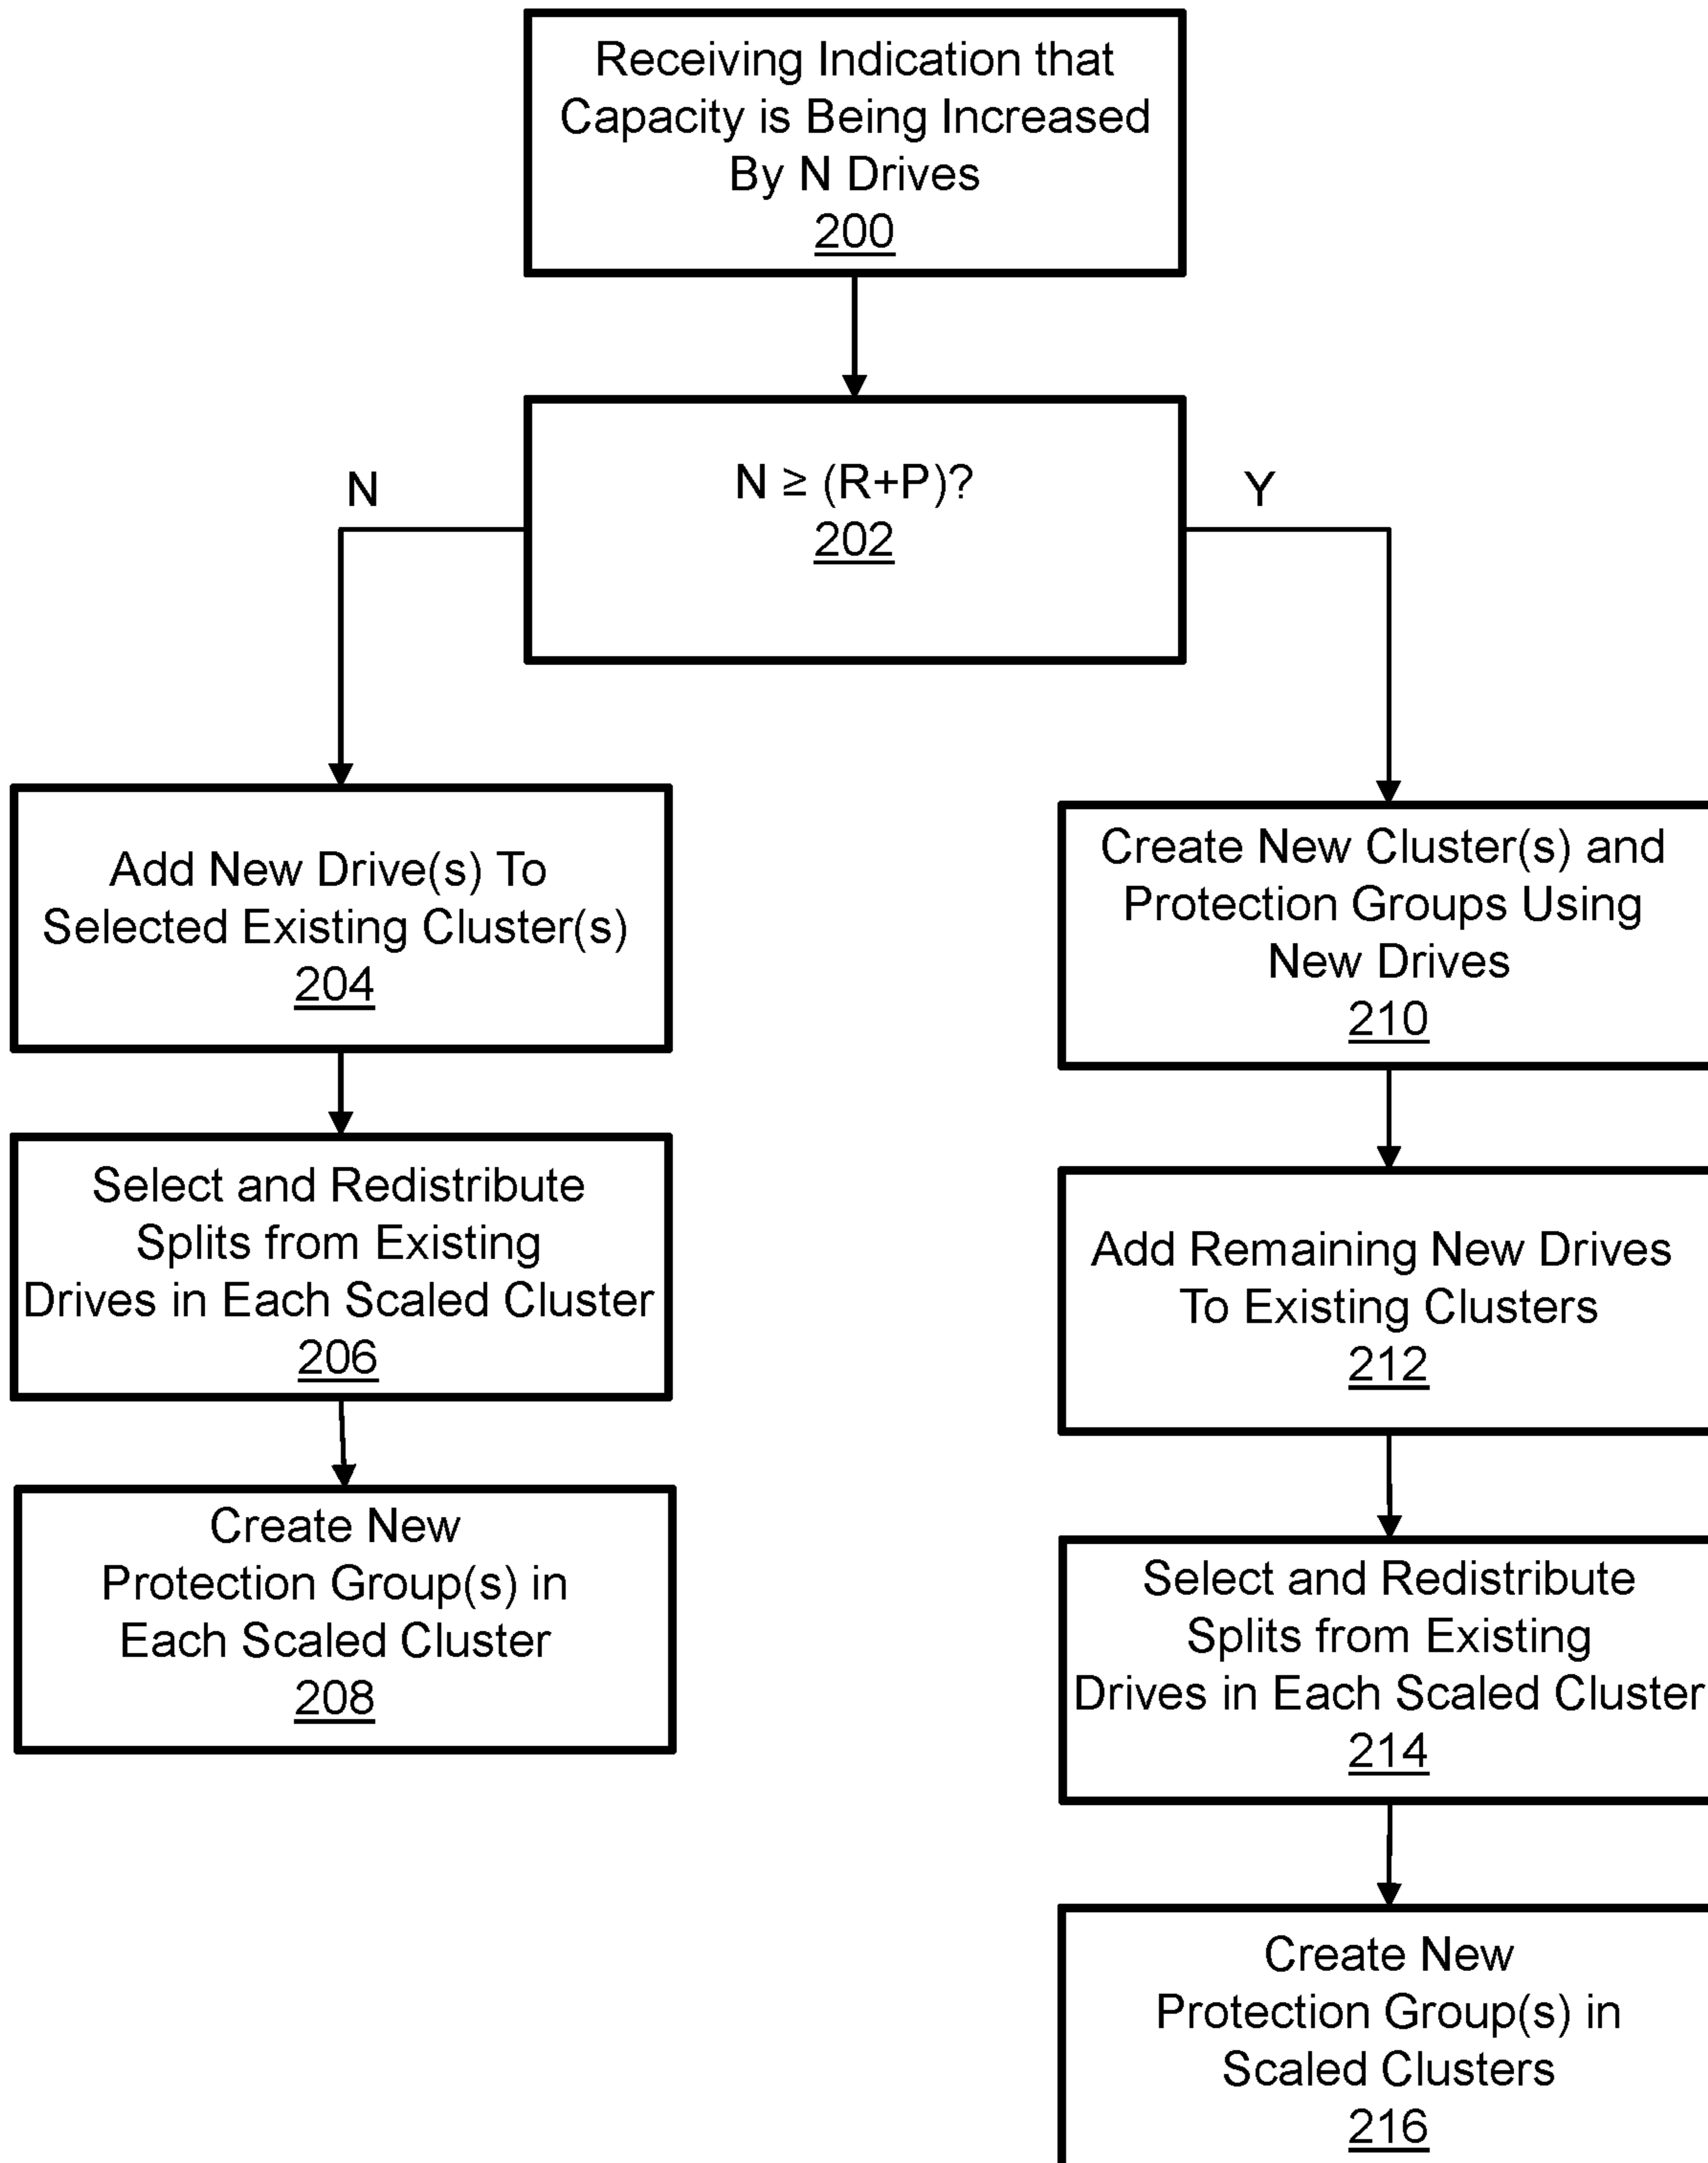 Receiving Indication that
Capacity is Being Increased
By N Drives
200
N ≥ (R+P)?
202
N
Y
Add New Drive(s) To
Selected Existing Cluster(s)
204
Select and Redistribute
Splits from Existing
Drives in Each Scaled Cluster
206
Create New
Protection Group(s) in
Each Scaled Cluster
208
Create New Cluster(s) and
Protection Groups Using
New Drives
210
Add Remaining New Drives
To Existing Clusters
212
Select and Redistribute
Splits from Existing
Drives in Each Scaled Cluster
214
Create New
Protection Group(s) in
Scaled Clusters
216